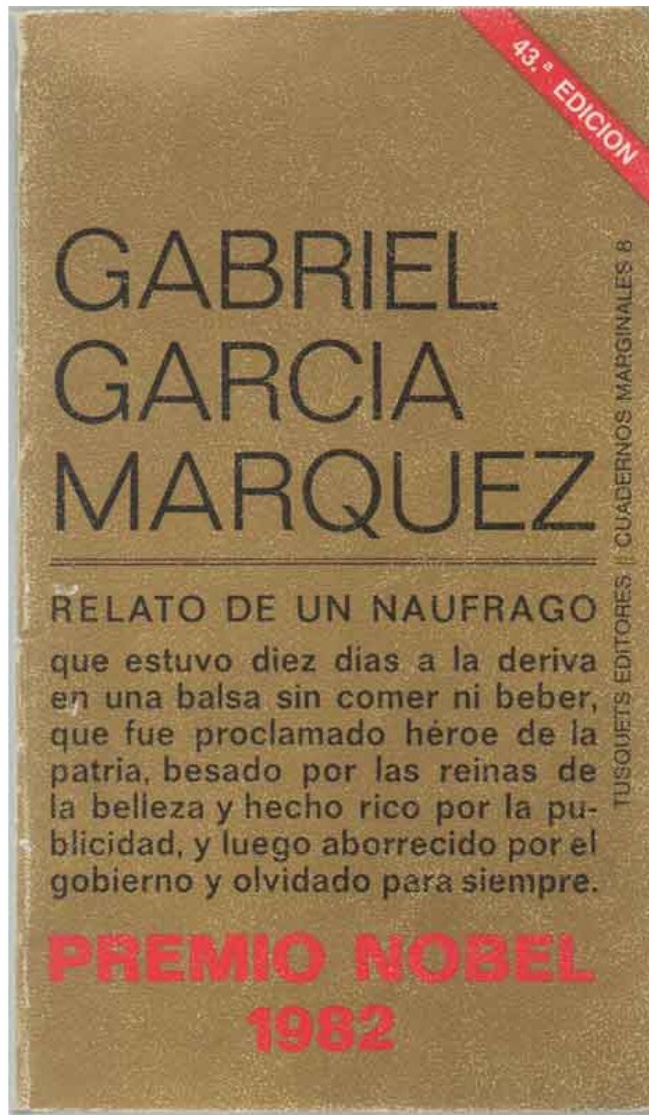 43.ª EDICION
GABRIEL
GARCIA
MARQUEZ
RELATO DE UN NAUFRAGO
que estuvo diez días a la deriva
en una balsa sin comer ni beber,
que fue proclamado héroe de la
patria, besado por las reinas de
la belleza y hecho rico por la pu-
blicidad, y luego aborrecido por el
gobierno y olvidado para siempre.
PREMIO NOBEL
1982
TUSQUETS EDITORES | CUADERNOS MARGINALES 8